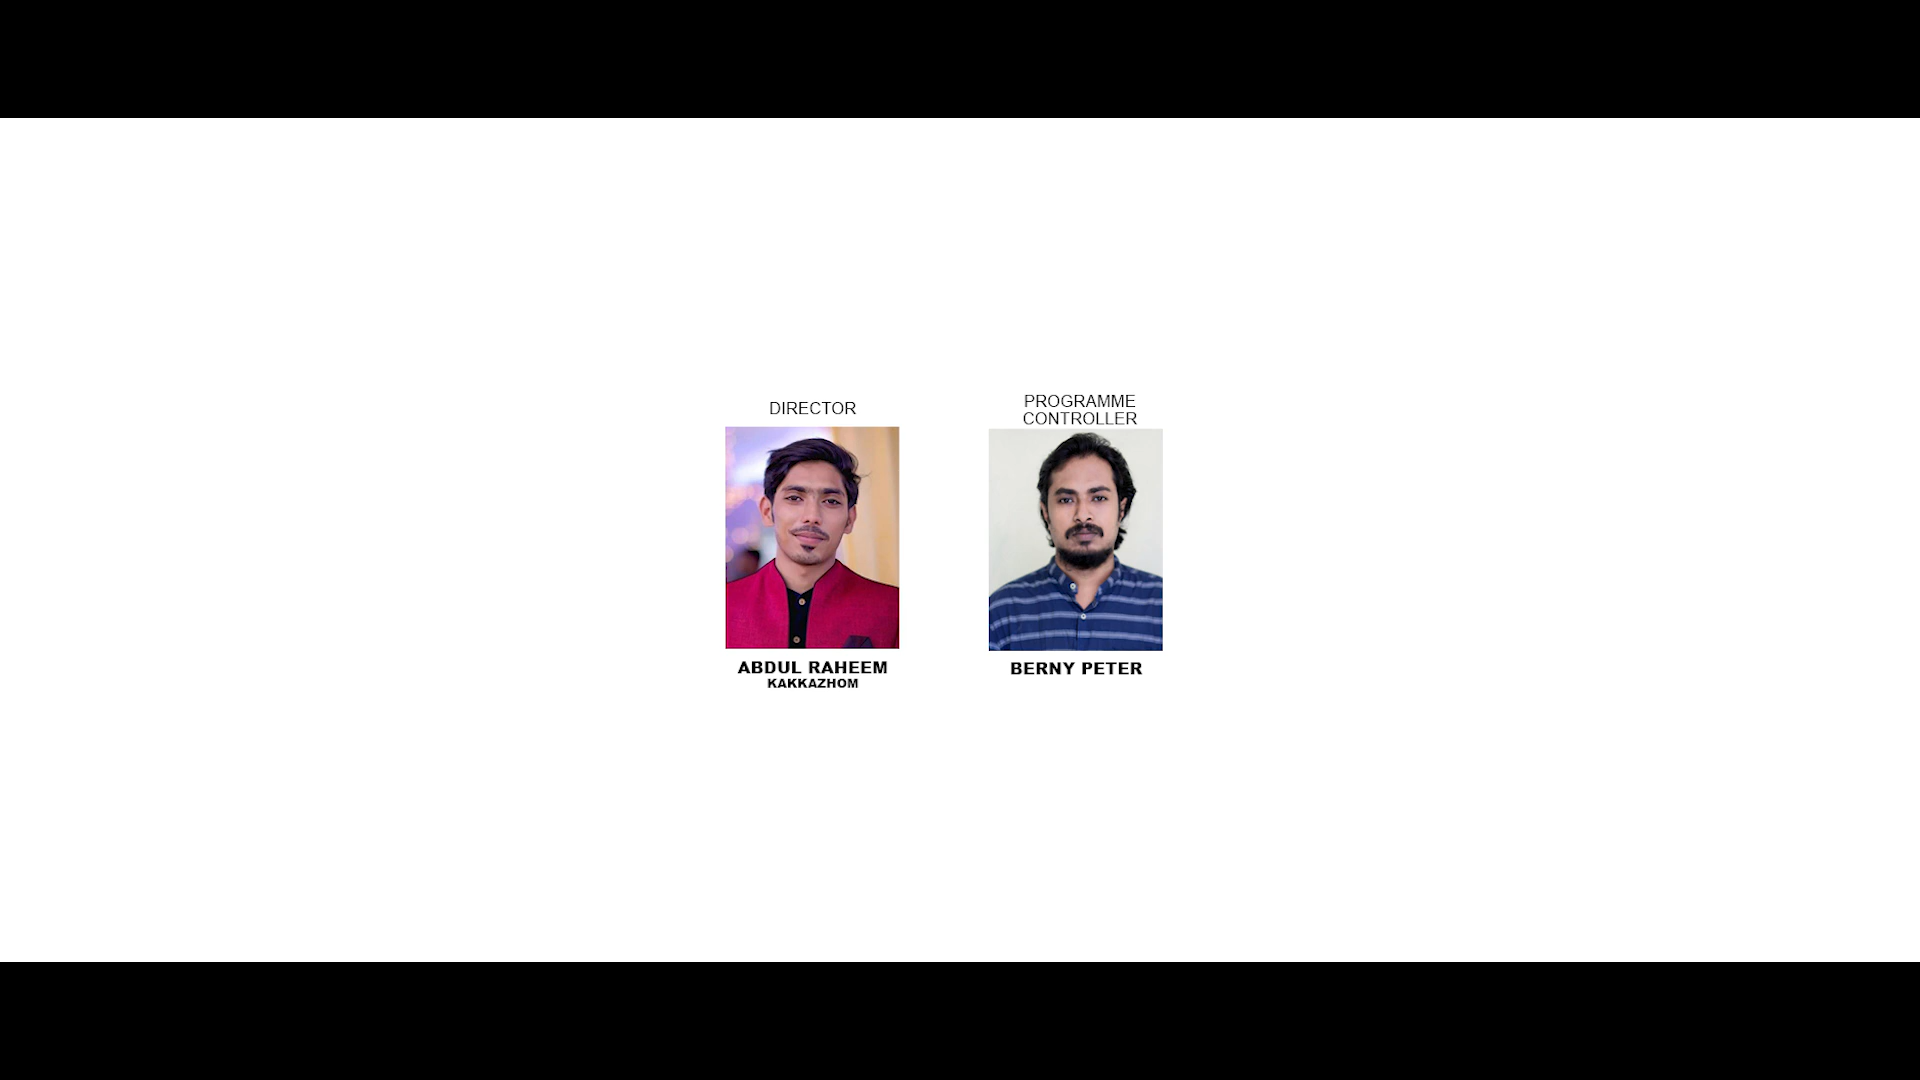 DIRECTOR
ABDUL RAHEEM
KAKKAZHOM
PROGRAMME
CONTROLLER
BERNY PETER